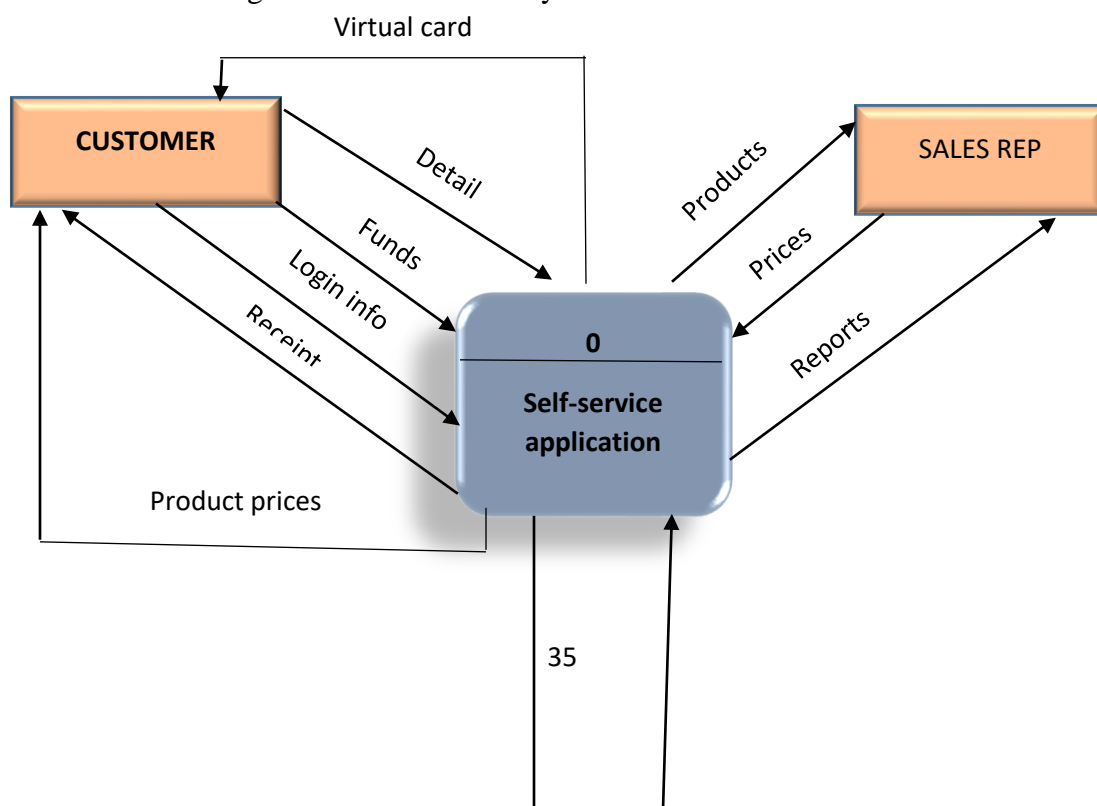 Virtual card
CUSTOMER
SALES REP
Detail
Products
Funds
Prices
Login info
Reports
0
Self-service
application
Product prices
35